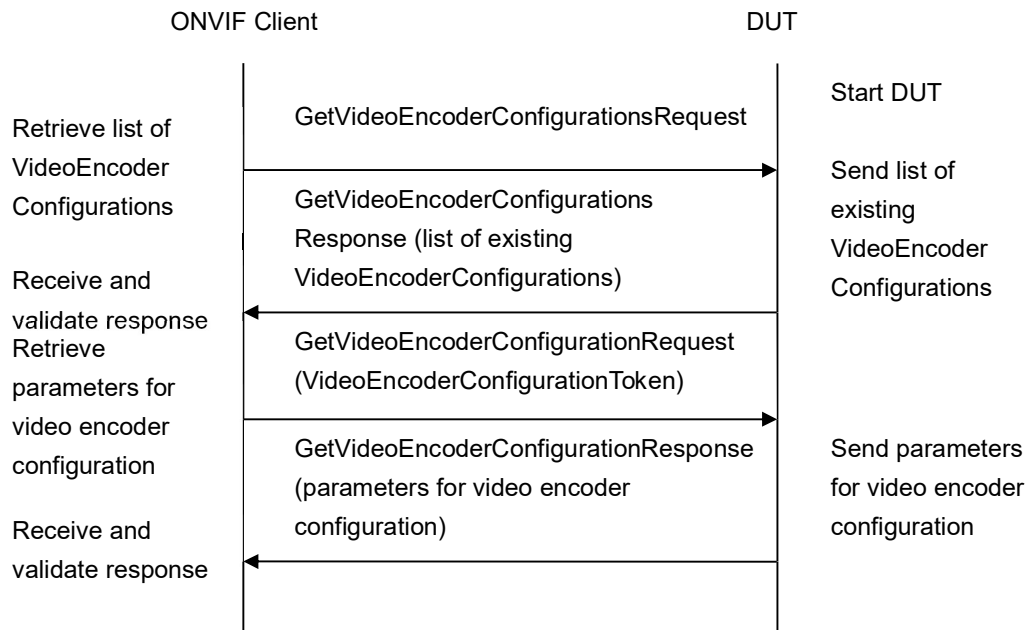 ONVIF Client
DUT
Start DUT
GetVideoEncoderConfigurationsRequest
Retrieve list of
VideoEncoder
Configurations
Send list of
existing
VideoEncoder
Configurations
GetVideoEncoderConfigurations
Response (list of existing
VideoEncoderConfigurations)
Receive and
validate response
Retrieve
parameters for
video encoder
configuration
GetVideoEncoderConfigurationRequest
(VideoEncoderConfigurationToken)
GetVideoEncoderConfigurationResponse
(parameters for video encoder
configuration)
Send parameters
for video encoder
configuration
Receive and
validate response